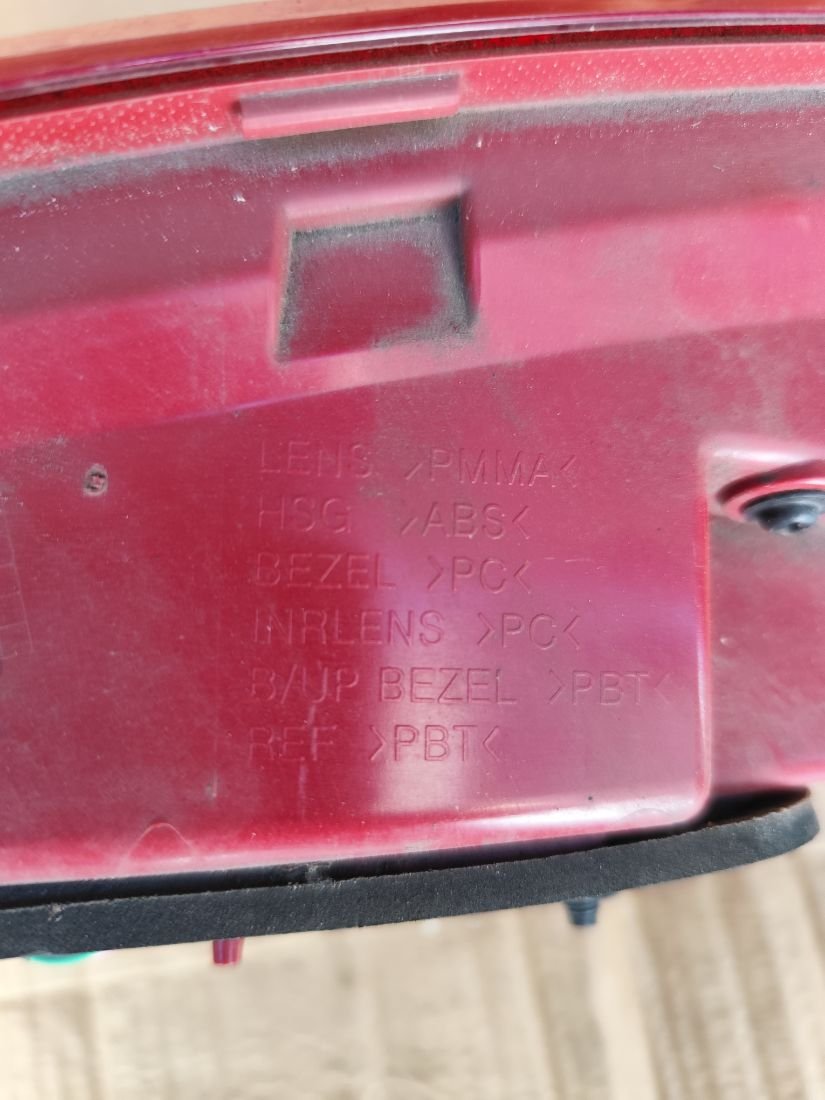 LENS >PMMA<
HSG >ABS<
BEZEL >PC<
INRLENS >PC<
B/UP BEZEL >PBT<
REF >PBT<